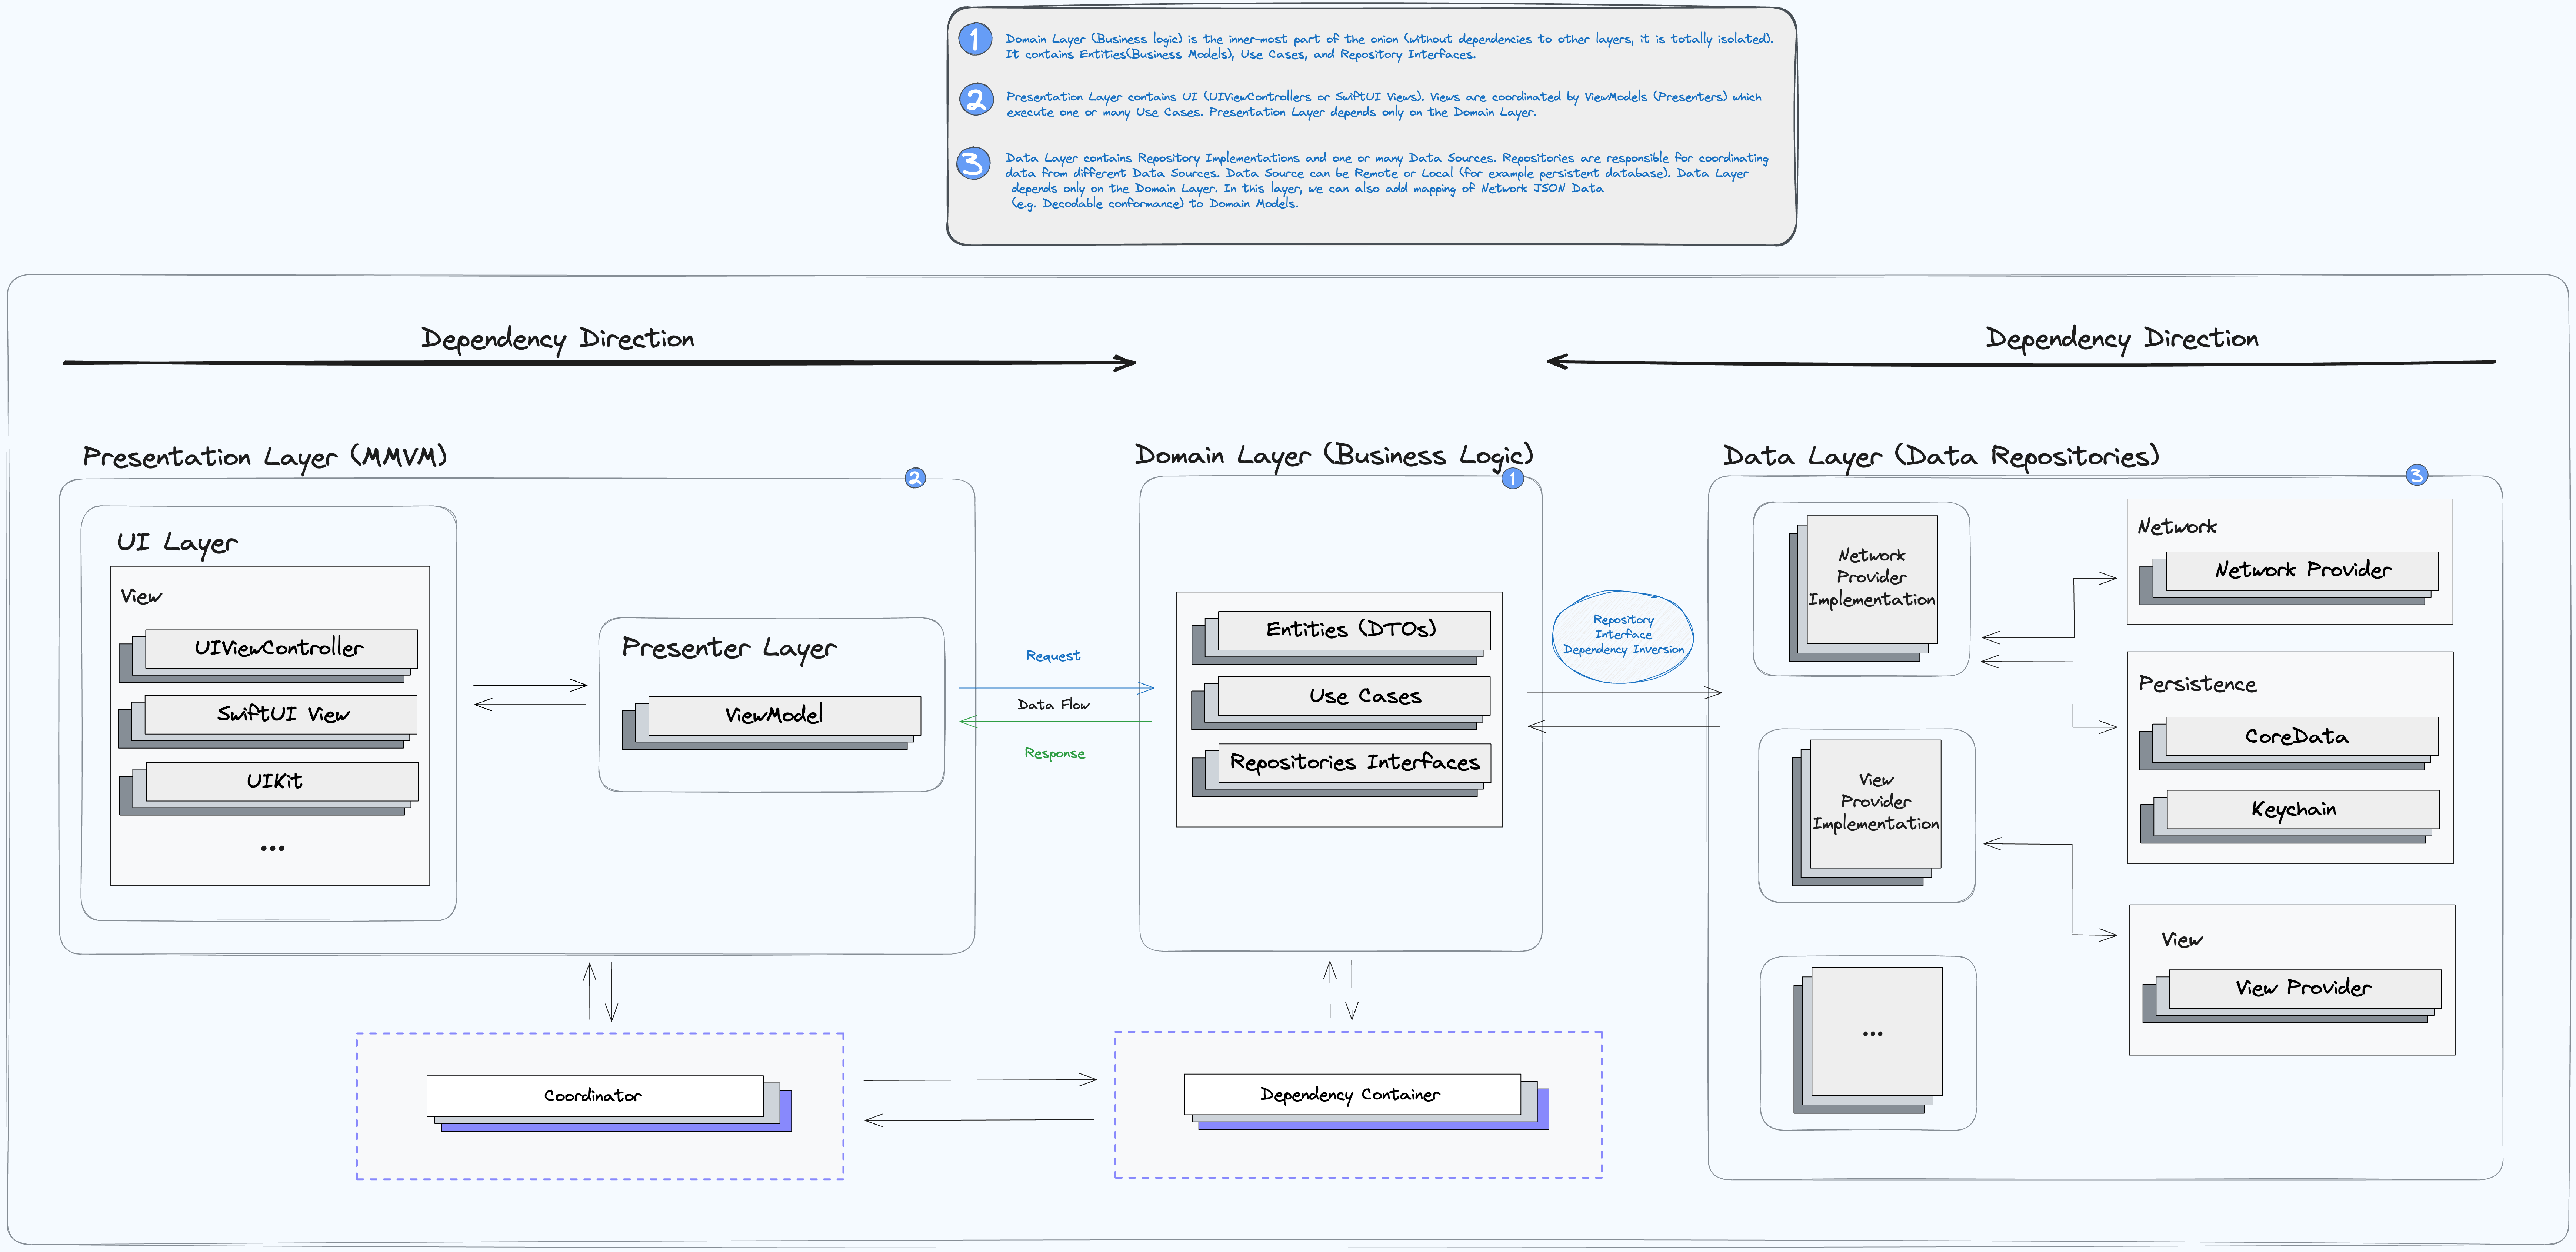 1
Domain Layer (Business logic) is the inner-most part of the onion (without dependencies to other layers, it is totally isolated).
It contains Entities(Business Models), Use Cases, and Repository Interfaces.
2
Presentation Layer contains UI (UIViewControllers or SwiftUI Views). Views are coordinated by ViewModels (Presenters) which
execute one or many Use Cases. Presentation Layer depends only on the Domain Layer.
3
Data Layer contains Repository Implementations and one or many Data Sources. Repositories are responsible for coordinating
data from different Data Sources. Data Source can be Remote or Local (for example persistent database). Data Layer
depends only on the Domain Layer. In this layer, we can also add mapping of Network JSON Data
(e.g. Decodable conformance) to Domain Models.
Dependency Direction
Dependency Direction
Presentation Layer (MMVM)
2
UI Layer
View
UIViewController
SwiftUI View
UIKit
...
Presenter Layer
ViewModel
Request
Data Flow
Response
Domain Layer (Business Logic)
1
Entities (DTOs)
Use Cases
Repositories Interfaces
Repository
Interface
Dependency Inversion
Data Layer (Data Repositories)
3
Network
Provider
Implementation
View
Provider
Implementation
...
Network
Network Provider
Persistence
CoreData
Keychain
View
View Provider
Coordinator
Dependency Container